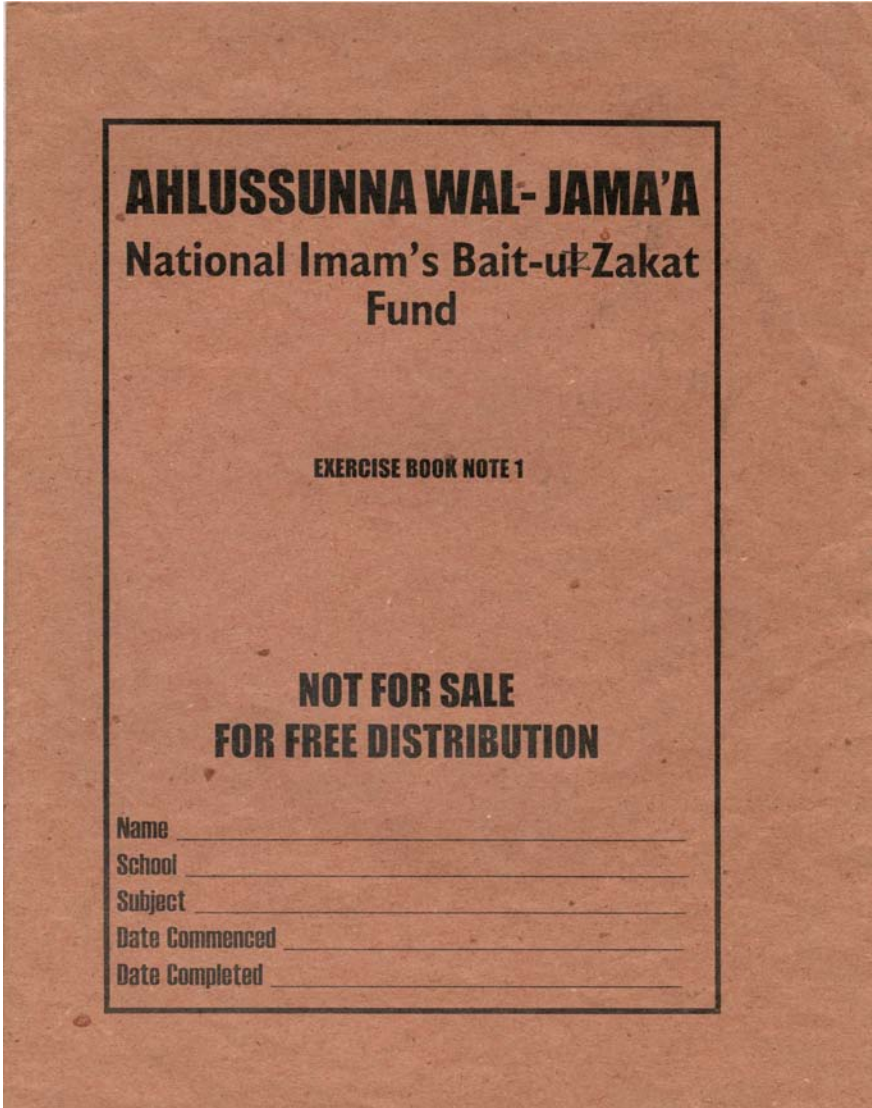 AHLUSSUNNA WAL- JAMA'A
National Imam's Bait-ul-Zakat
Fund
EXERCISE BOOK NOTE 1
NOT FOR SALE
FOR FREE DISTRIBUTION
Name
School
Subject
Date Commenced
Date Completed